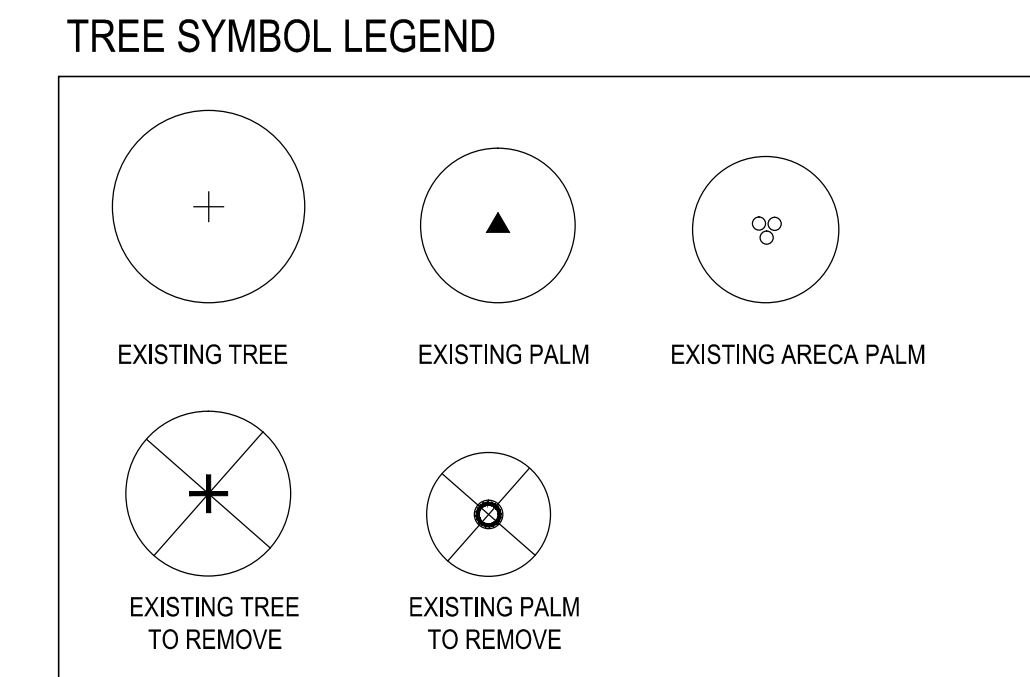 TREE SYMBOL LEGEND
EXISTING TREE
EXISTING PALM
EXISTING ARECA PALM
EXISTING TREE
TO REMOVE
EXISTING PALM
TO REMOVE